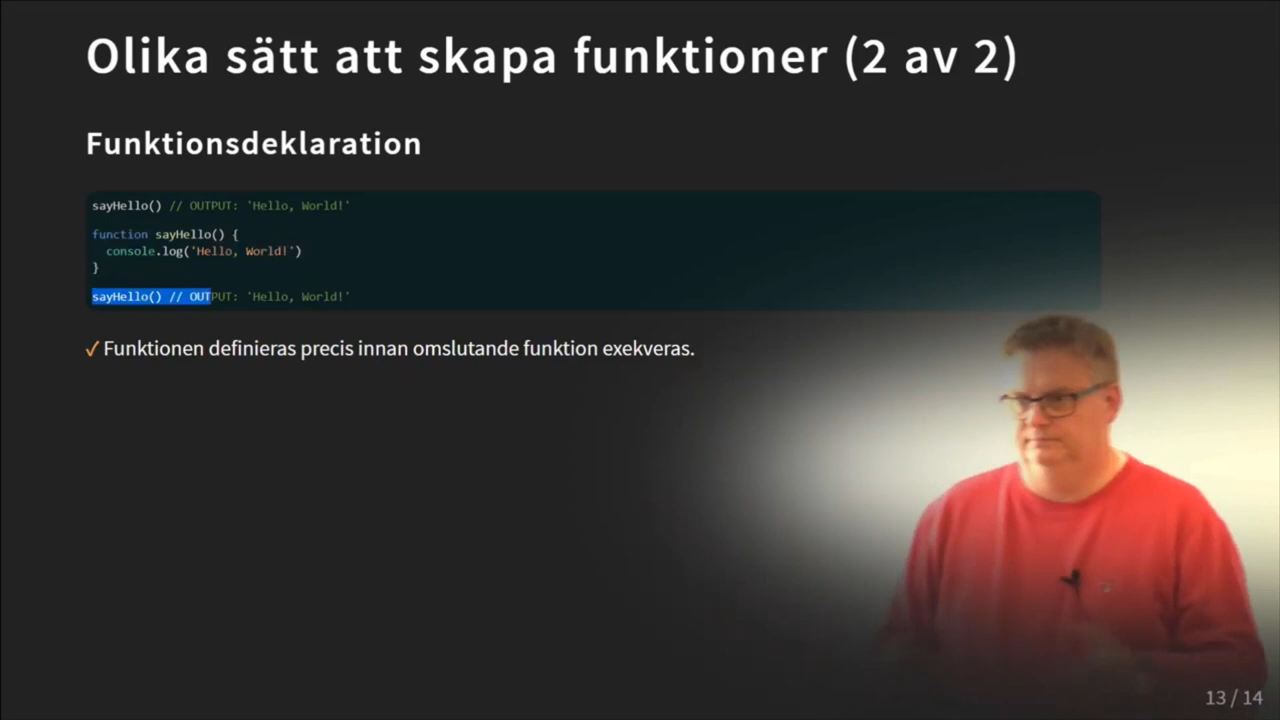 Olika sätt att skapa funktioner (2 av 2)
Funktionsdeklaration
sayHello() // OUTPUT: 'Hello, World!'
function sayHello() {
  console.log('Hello, World!')
}
sayHello() // OUTPUT: 'Hello, World!'
✓ Funktionen definieras precis innan omslutande funktion exekveras.
13 / 14